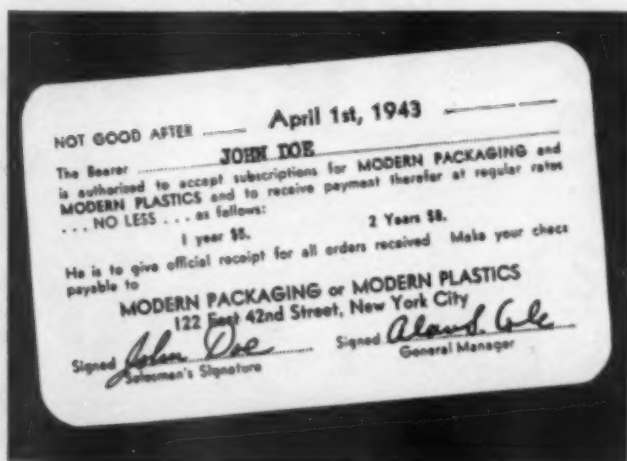 NOT GOOD AFTER April 1st, 1943
The Bearer JOHN DOE
is authorized to accept subscriptions for MODERN PACKAGING and
MODERN PLASTICS and to receive payment therefor at regular rates
... NO LESS ... as follows:
1 year $5. 2 Years $8.
He is to give official receipt for all orders received Make your check
payable to
MODERN PACKAGING or MODERN PLASTICS
122 East 42nd Street, New York City
Signed John Doe Signed Alan S. Cole
Salesman's Signature General Manager